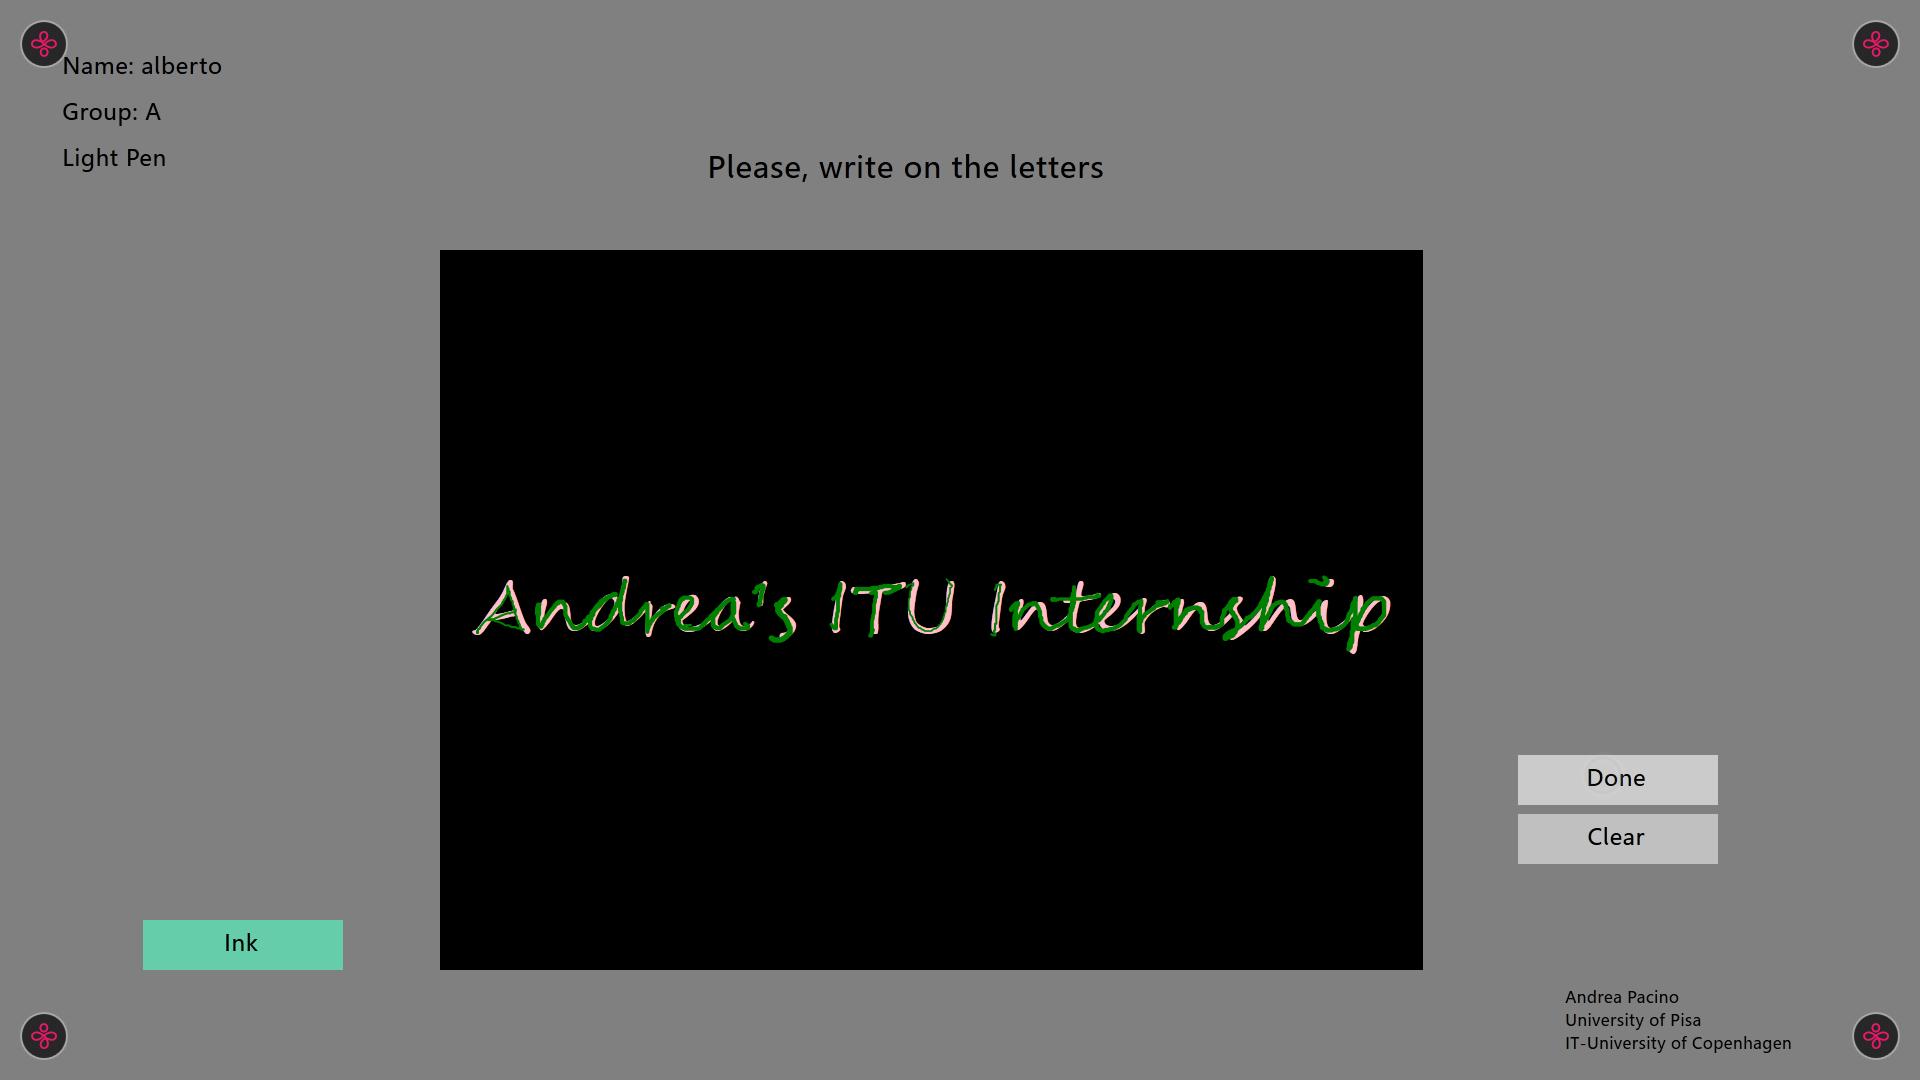 Name: alberto
Group: A
Light Pen
Please, write on the letters
Andrea's ITU Internship
Done
Clear
Ink
Andrea Pacino
University of Pisa
IT-University of Copenhagen